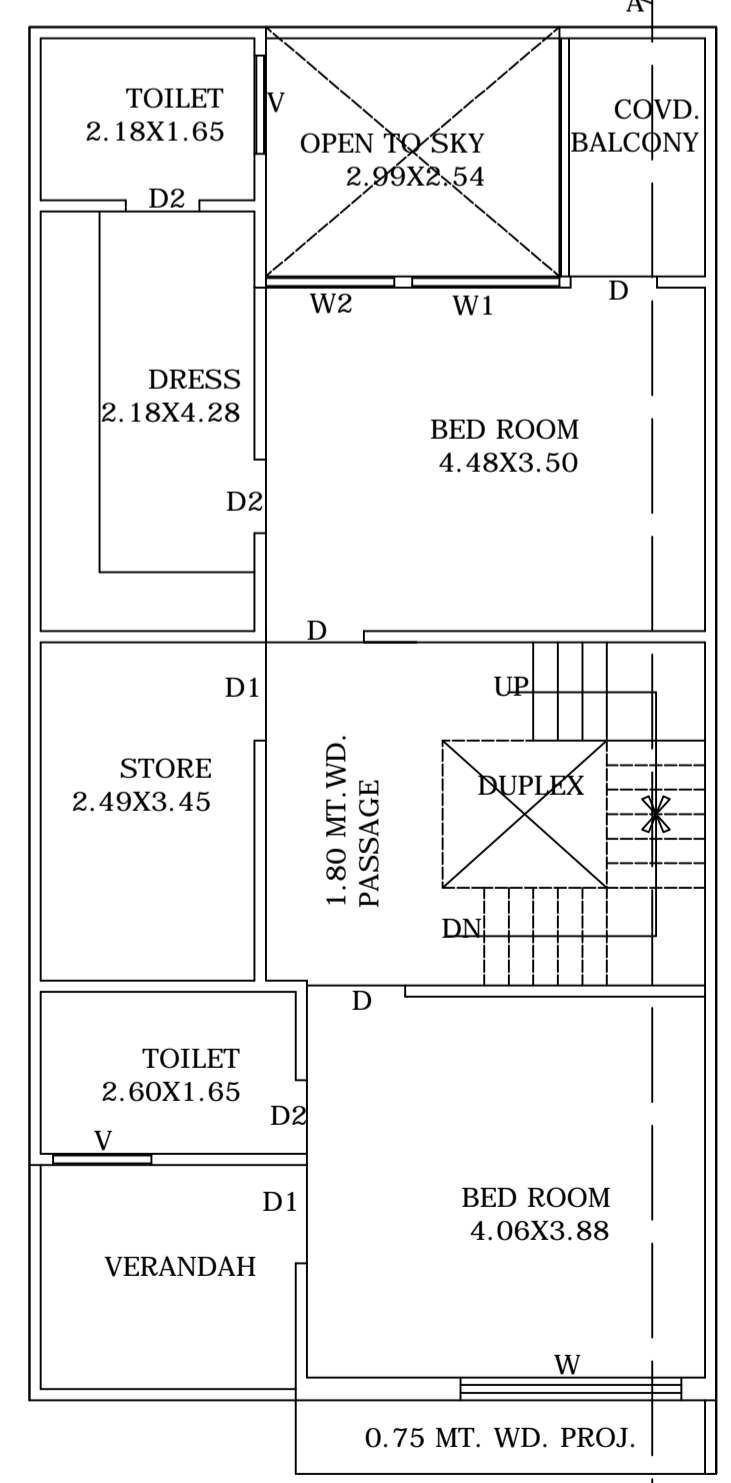 A
TOILET
2.18X1.65
V
OPEN TO SKY
2.99X2.54
COVD.
BALCONY
D2
W2
W1
D
DRESS
2.18X4.28
BED ROOM
4.48X3.50
D2
D
D1
UP
STORE
2.49X3.45
1.80 MT.WD.
PASSAGE
DUPLEX
DN
D
TOILET
2.60X1.65
D2
V
D1
BED ROOM
4.06X3.88
VERANDAH
W
0.75 MT. WD. PROJ.